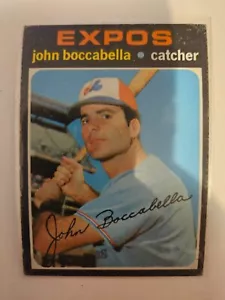 EXPOS
john boccabella • catcher
John Boccabella